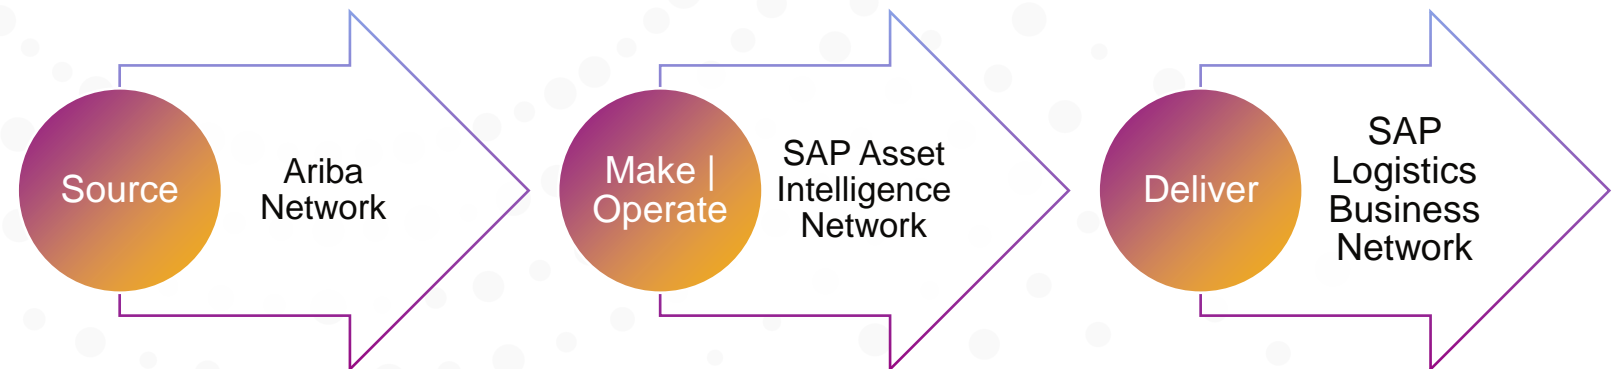 Source
Ariba
Network
Make |
Operate
SAP Asset
Intelligence
Network
Deliver
SAP
Logistics
Business
Network